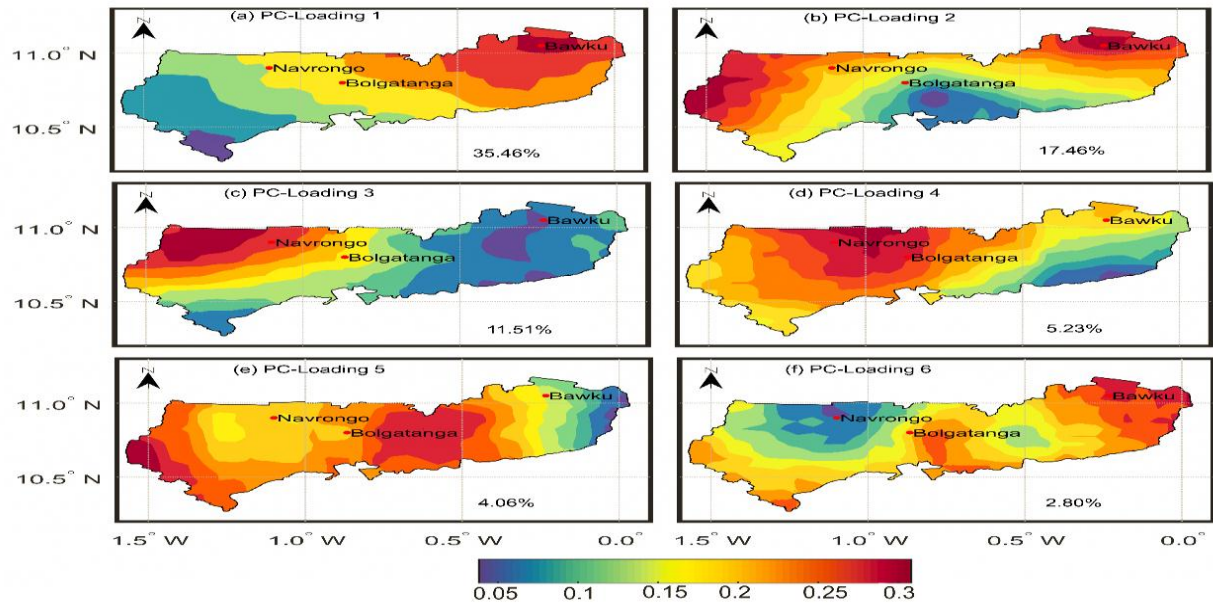 (a) PC-Loading 1
(b) PC-Loading 2
Z
Z
11.0° N
Bawku
Bawku
Navrongo
Navrongo
Bolgatanga
Bolgatanga
10.5° N
35.46%
17.46%
(c) PC-Loading 3
(d) PC-Loading 4
Z
Z
11.0° N
Bawku
Bawku
Navrongo
Navrongo
Bolgatanga
Bolgatanga
10.5° N
11.51%
5.23%
(e) PC-Loading 5
(f) PC-Loading 6
Z
Z
11.0° N
Bawku
Bawku
Navrongo
Navrongo
Bolgatanga
Bolgatanga
10.5° N
4.06%
2.80%
1.5° W 1.0° W 0.5° W 0.0° 1.5° W 1.0° W 0.5° W 0.0°
0.05 0.1 0.15 0.2 0.25 0.3